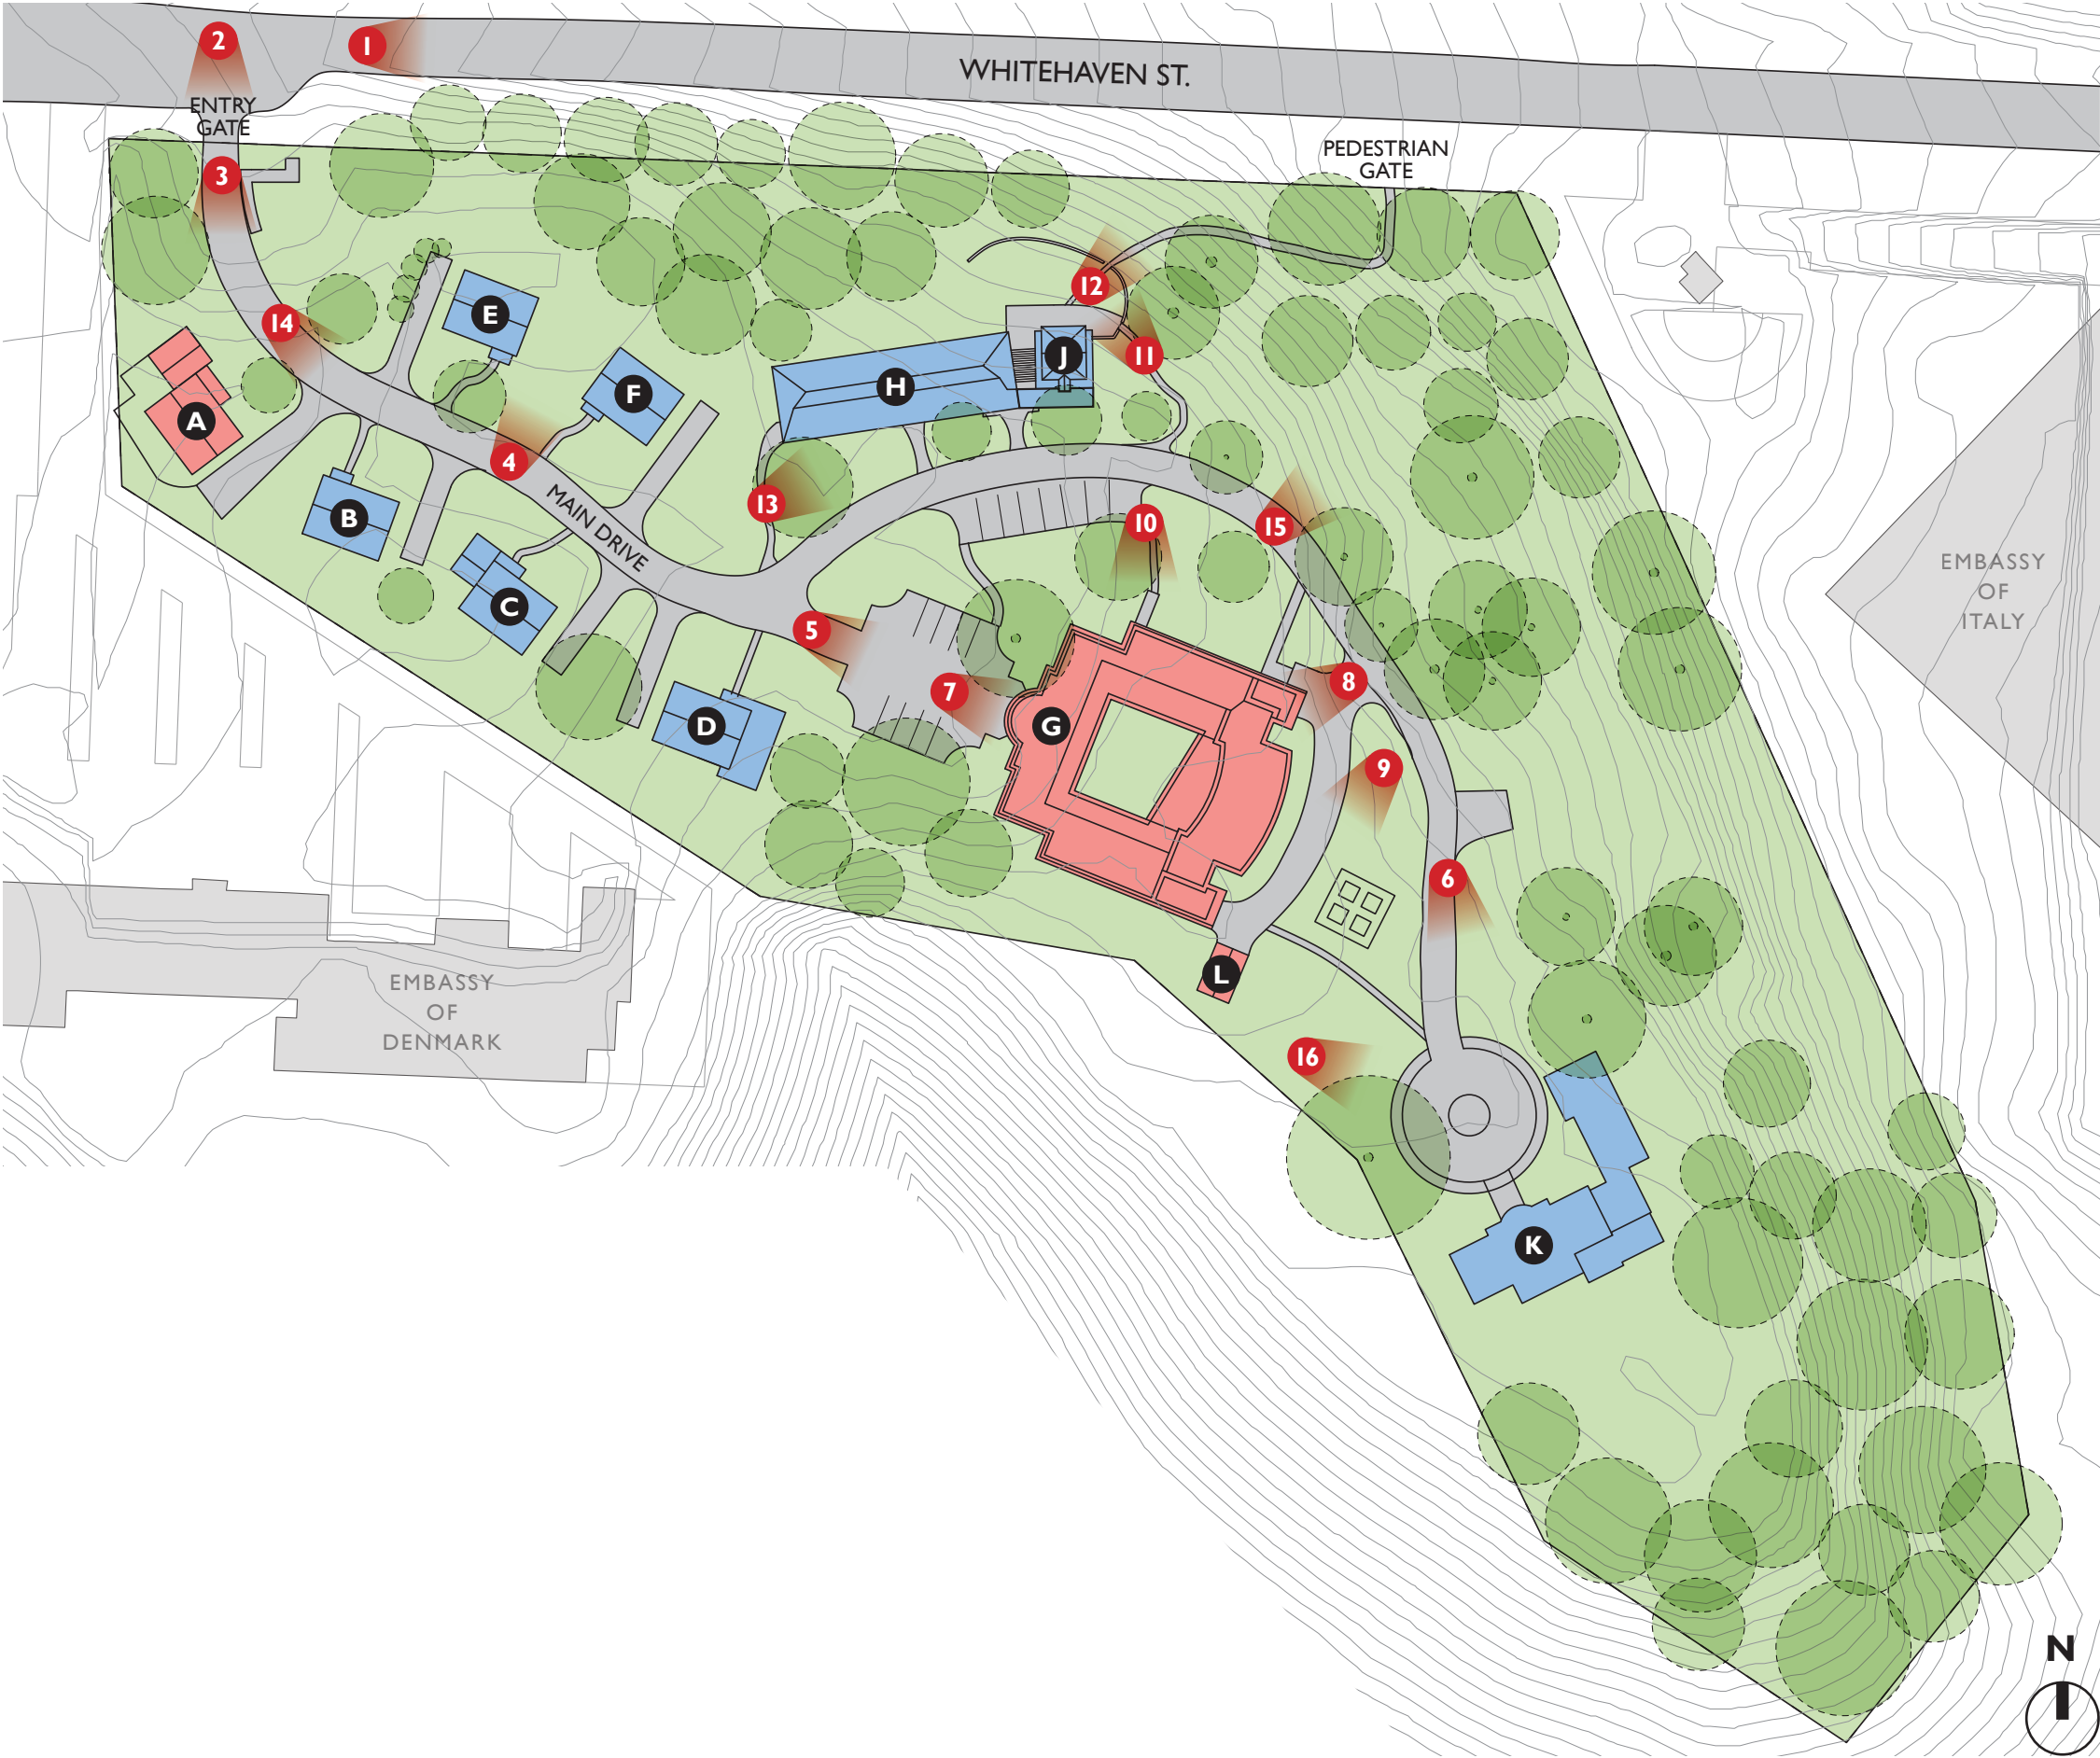 2
1
WHITEHAVEN ST.
ENTRY
GATE
PEDESTRIAN
GATE
3
12
E
14
J
11
H
F
A
4
B
13
10
15
MAIN DRIVE
EMBASSY
OF
ITALY
C
5
8
7
D
G
9
6
L
EMBASSY
OF
DENMARK
16
K
N